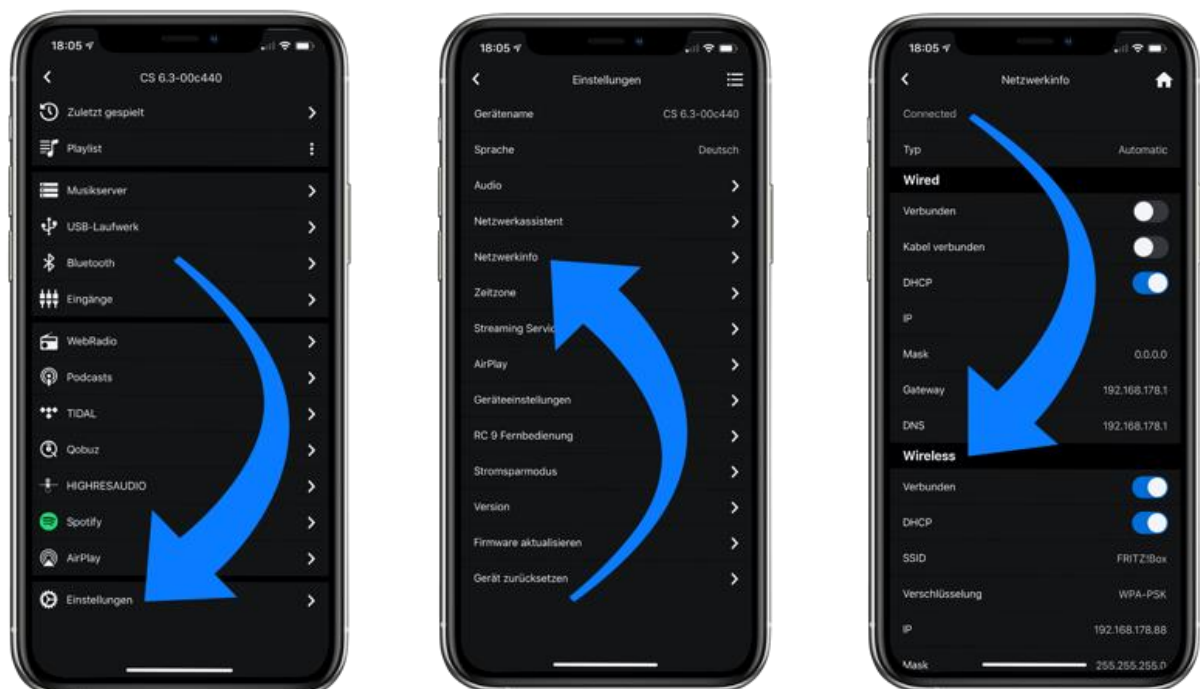 18:05
CS 6.3-00c440
Zuletzt gespielt
Playlist
Musikserver
USB-Laufwerk
Bluetooth
Eingänge
WebRadio
Podcasts
TIDAL
Qobuz
HIGHRESAUDIO
Spotify
AirPlay
Einstellungen
18:05
Einstellungen
Gerätename CS 6.3-00c440
Sprache Deutsch
Audio
Netzwerkassistent
Netzwerkinfo
Zeitzone
Streaming
AirPlay
Geräteeinstellungen
RC 9 Fernbedienung
Stromsparmodus
Version
Firmware aktualisieren
Gerät zurücksetzen
18:05
Netzwerkinfo
Connected
Typ Automatic
Wired
Verbunden
Kabel verbunden
DHCP
IP
Mask 0.0.0.0
Gateway 192.168.178.1
DNS 192.168.178.1
Wireless
Verbunden
DHCP
SSID FRITZ!Box
Verschlüsselung WPA-PSK
IP 192.168.178.88
Mask 255.255.255.0